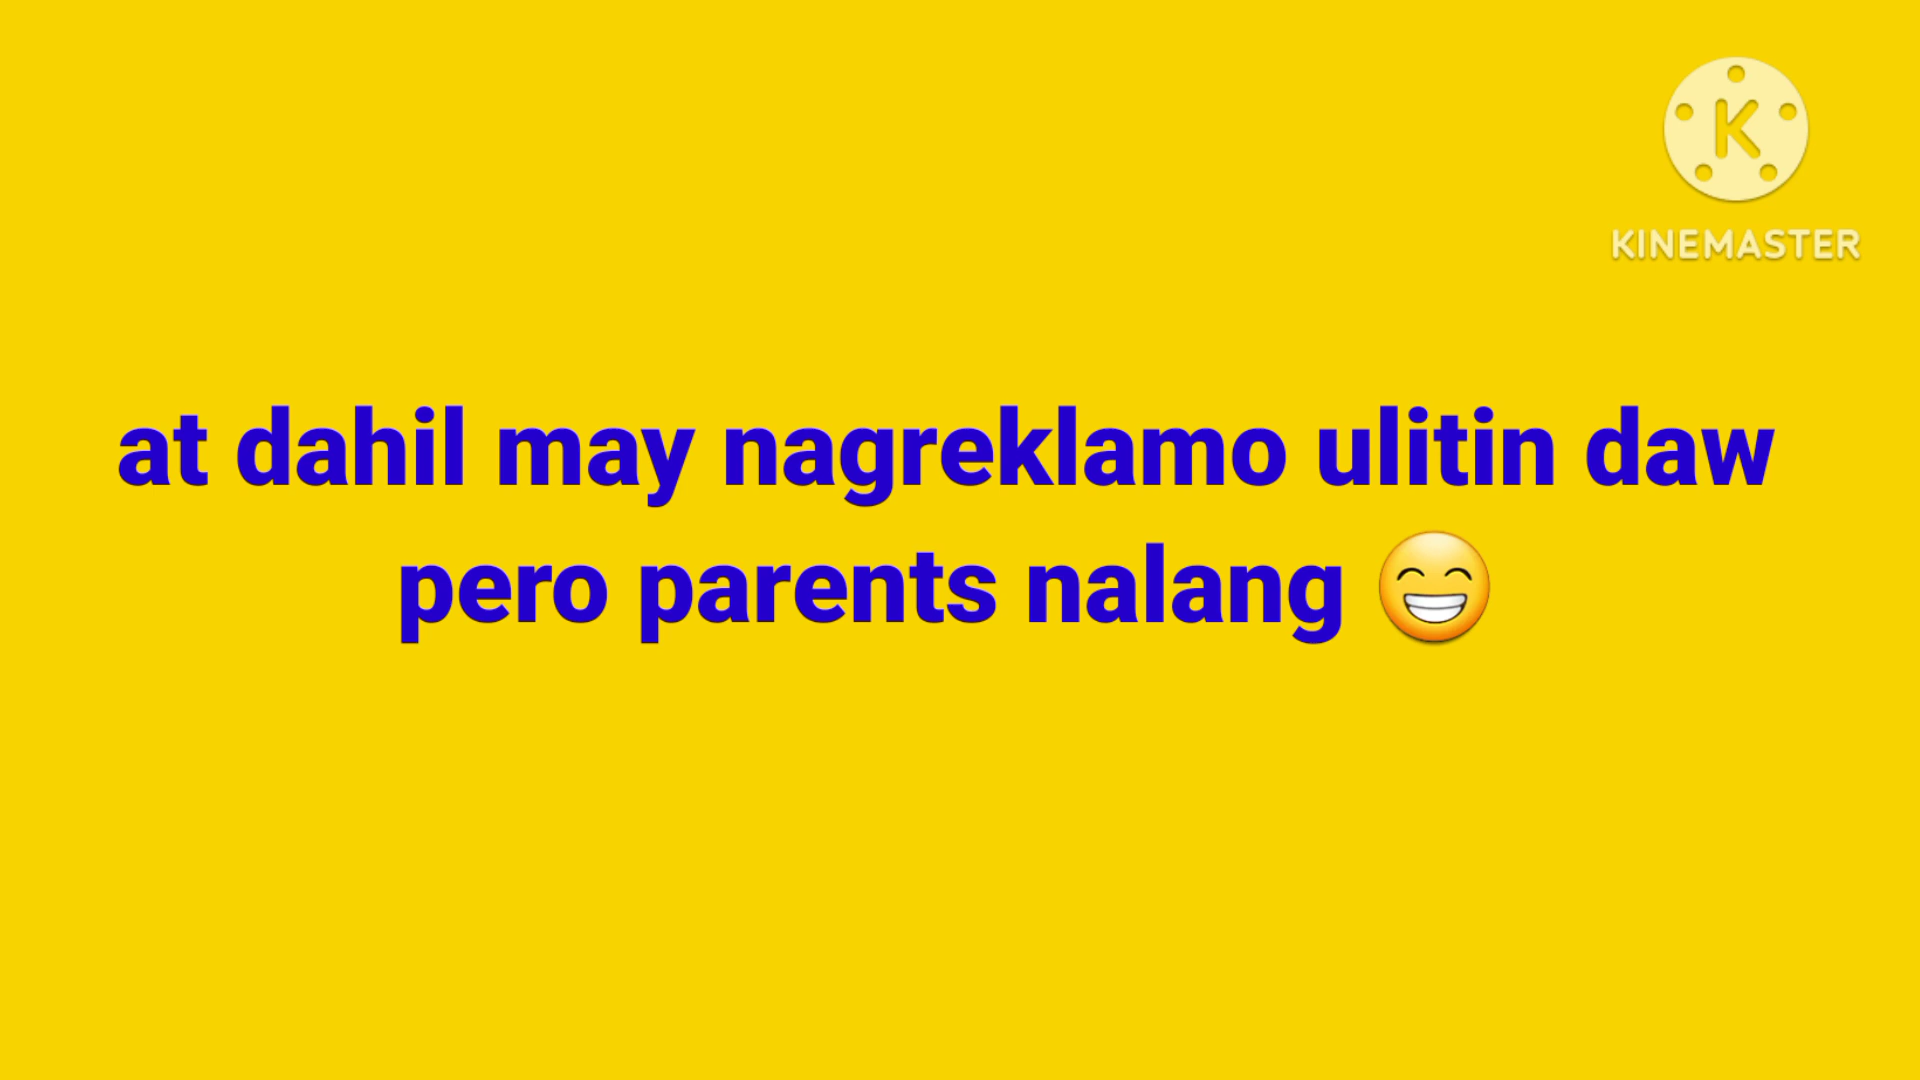 KINEMASTER
at dahil may nagreklamo ulitin daw
pero parents nalang 😁